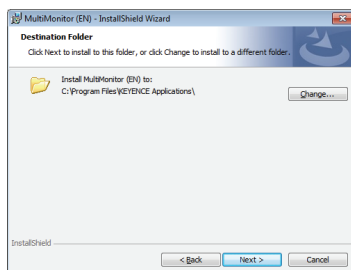 MultiMonitor (EN) - InstallShield Wizard
Destination Folder
Click Next to install to this folder, or click Change to install to a different folder.
Install MultiMonitor (EN) to:
C:\Program Files\KEYENCE Applications\
Change...
InstallShield
< Back
Next >
Cancel